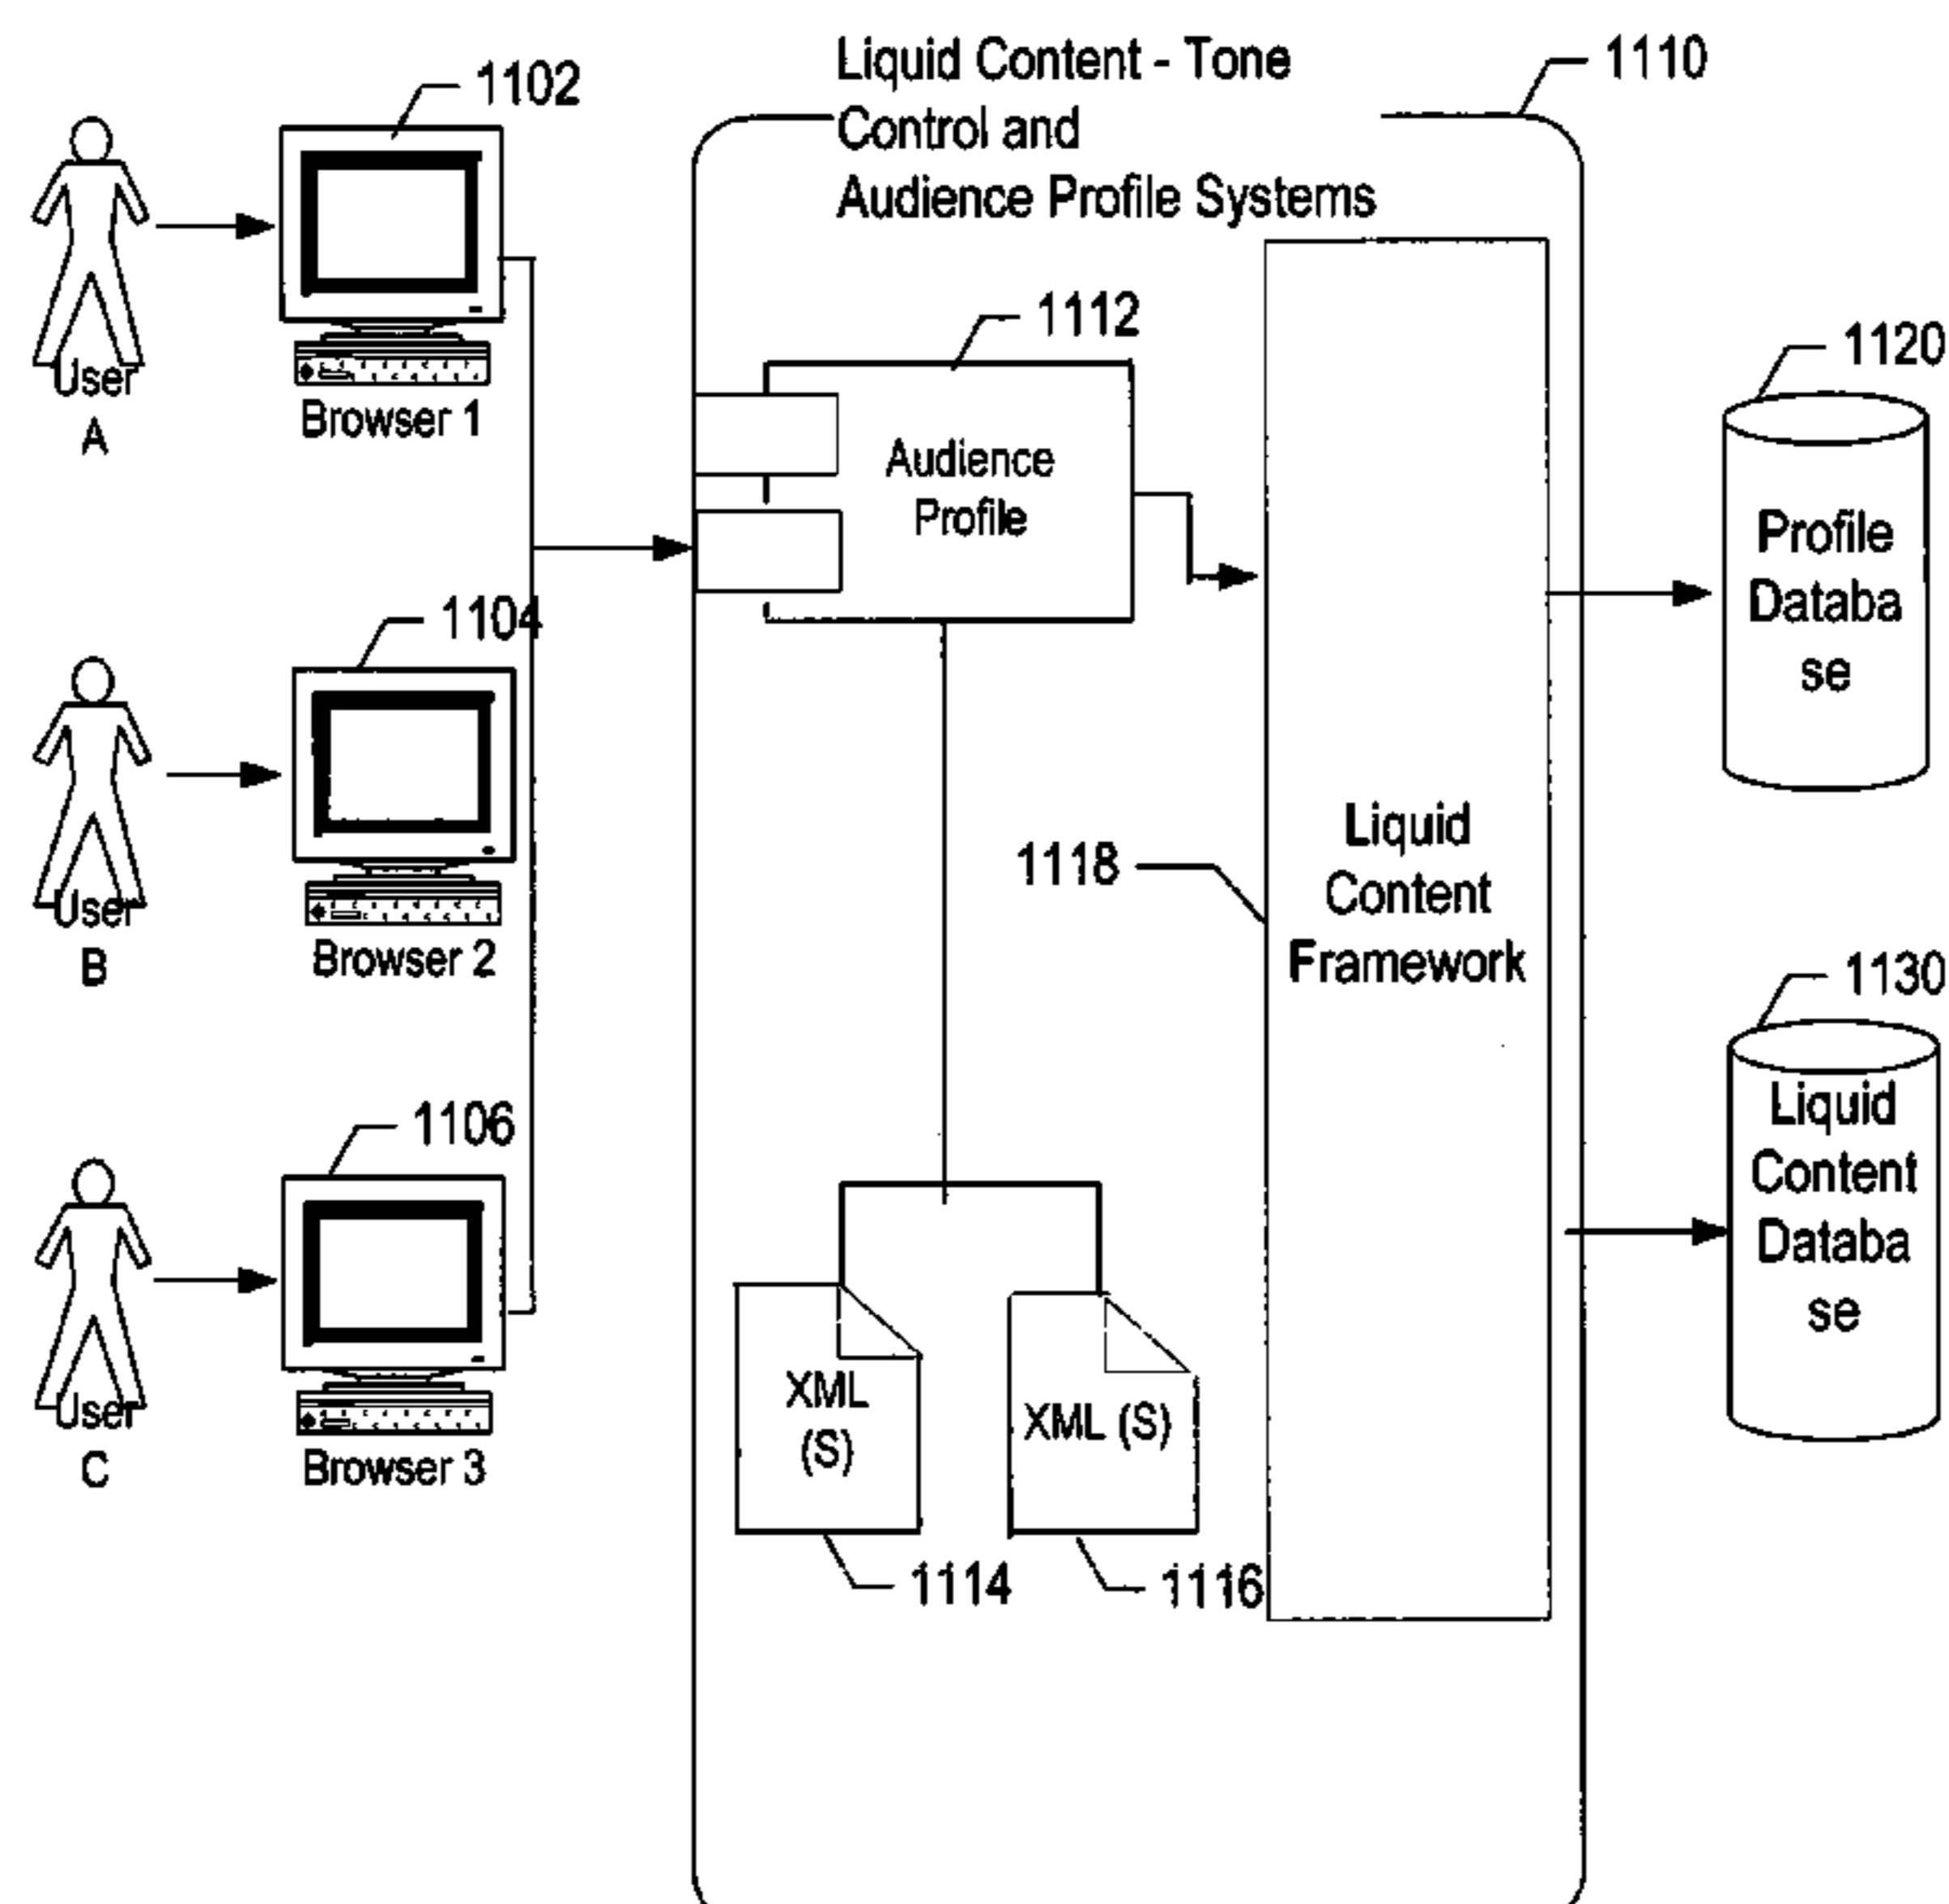 Liquid Content - Tone
Control and
Audience Profile Systems
1110
1102
User
A
Browser 1
1112
Audience
Profile
1120
Profile
Databa
se
1104
User
B
Browser 2
1118
Liquid
Content
Framework
1130
Liquid
Content
Databa
se
1106
User
C
Browser 3
XML
(S)
XML (S)
1114
1116